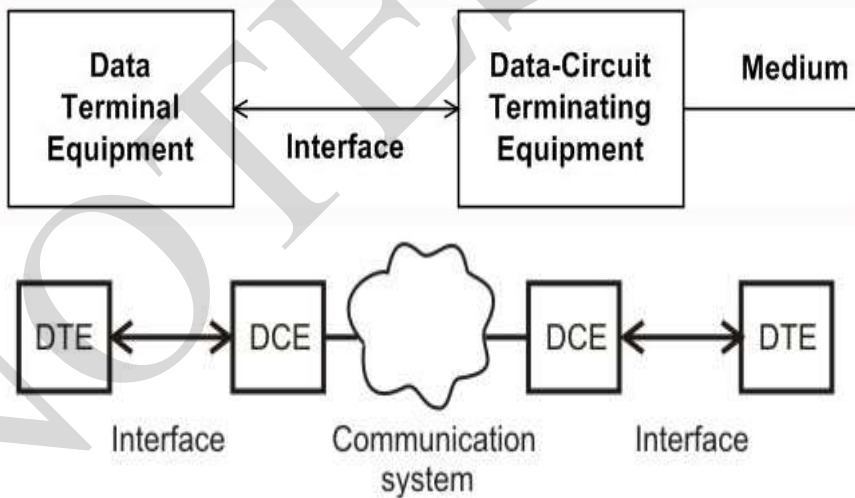 Data
Terminal
Equipment
Interface
Data-Circuit
Terminating
Equipment
Medium
DTE
DCE
DCE
DTE
Interface
Communication
system
Interface